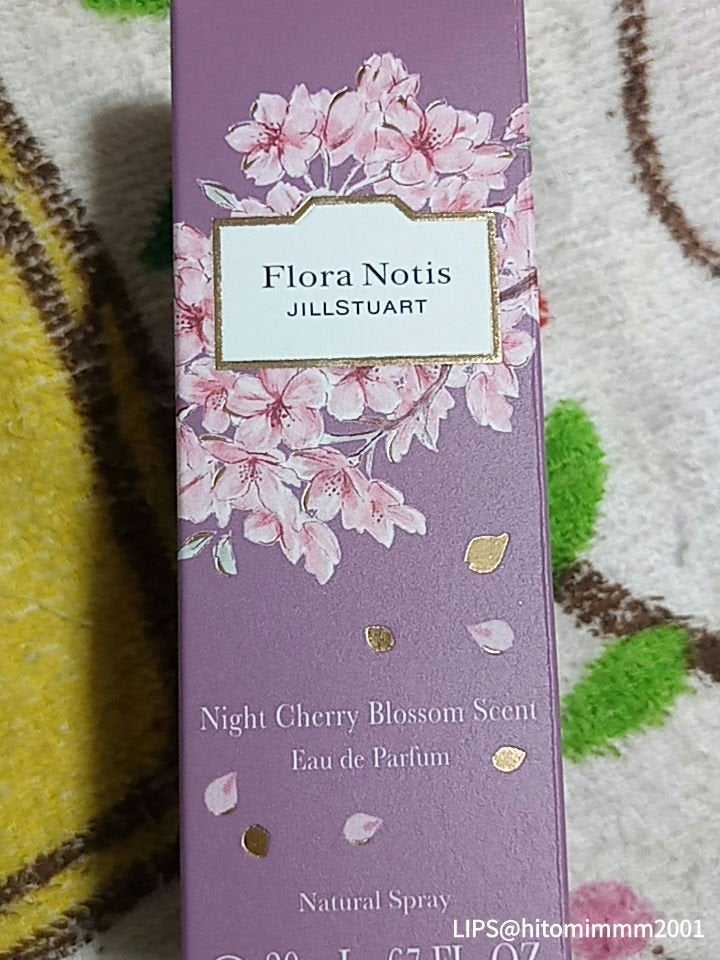 Flora Notis
JILLSTUART
Night Cherry Blossom Scent
Eau de Parfum
Natural Spray
LIPS@hitomimmm2001